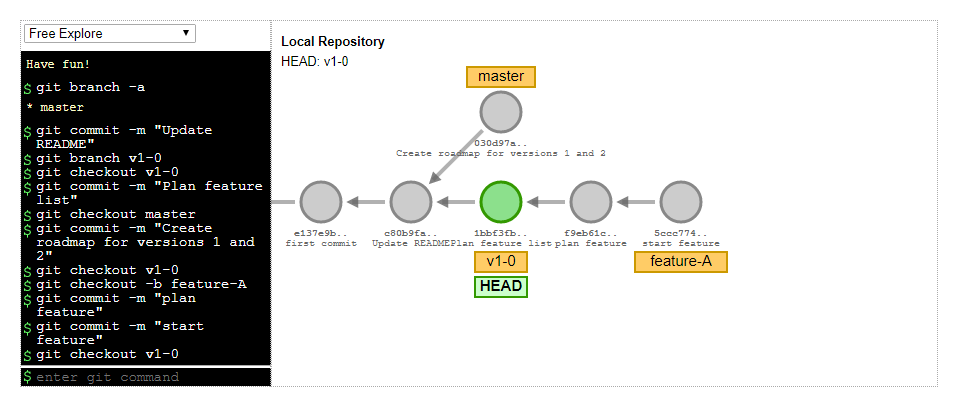 Free Explore
Have fun!
$ git branch -a
* master
$ git commit -m "Update
README"
$ git branch v1-0
$ git checkout v1-0
$ git commit -m "Plan feature
list"
$ git checkout master
$ git commit -m "Create
roadmap for versions 1 and
2"
$ git checkout v1-0
$ git checkout -b feature-A
$ git commit -m "plan
feature"
$ git commit -m "start
feature"
$ git checkout v1-0
$ enter git command
Local Repository
HEAD: v1-0
master
030d97a..
Create roadmap for versions 1 and 2
e137e9b.. c80b9fa.. 1bbf3fb.. f9eb61c.. 5ccc774..
first commit Update README Plan feature list plan feature start feature
v1-0 feature-A
HEAD